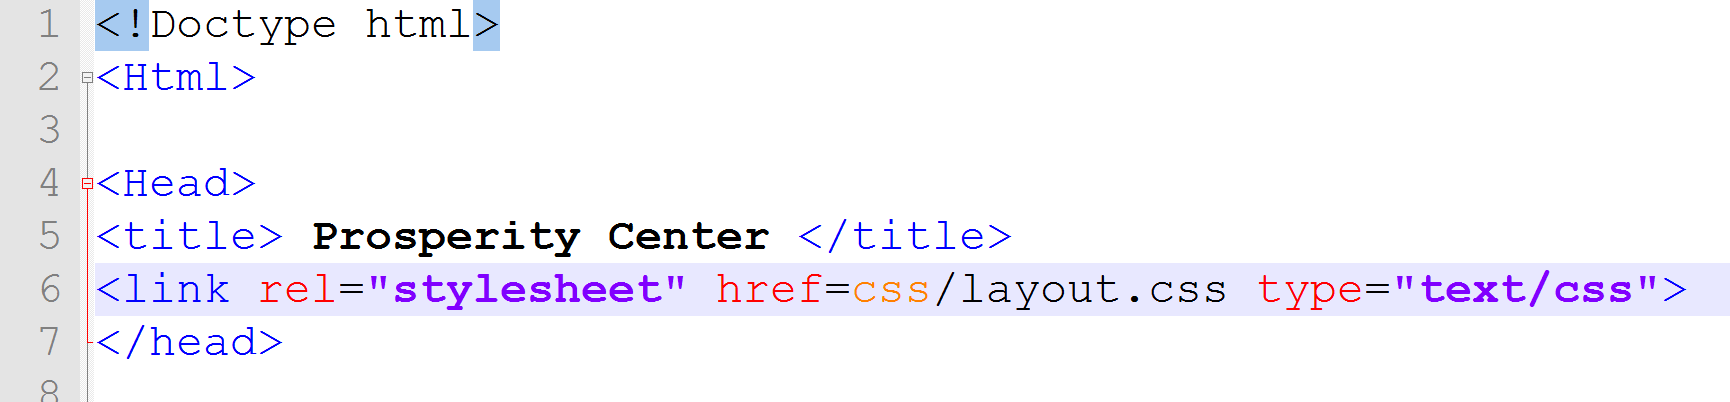 1 <!Doctype html>
2 <Html>
3
4 <Head>
5 <title> Prosperity Center </title>
6 <link rel="stylesheet" href=css/layout.css type="text/css">
7 </head>
8